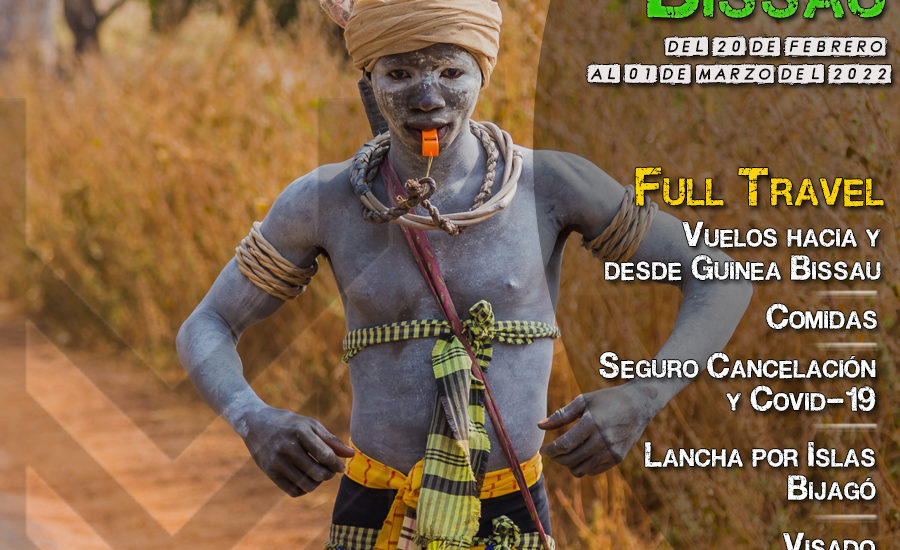 Bissau
DEL 20 DE FEBRERO
AL 01 DE MARZO DEL 2022
Full Travel
Vuelos hacia y
desde Guinea Bissau
Comidas
Seguro Cancelación
y Covid-19
Lancha por Islas
Bijagó
Visado